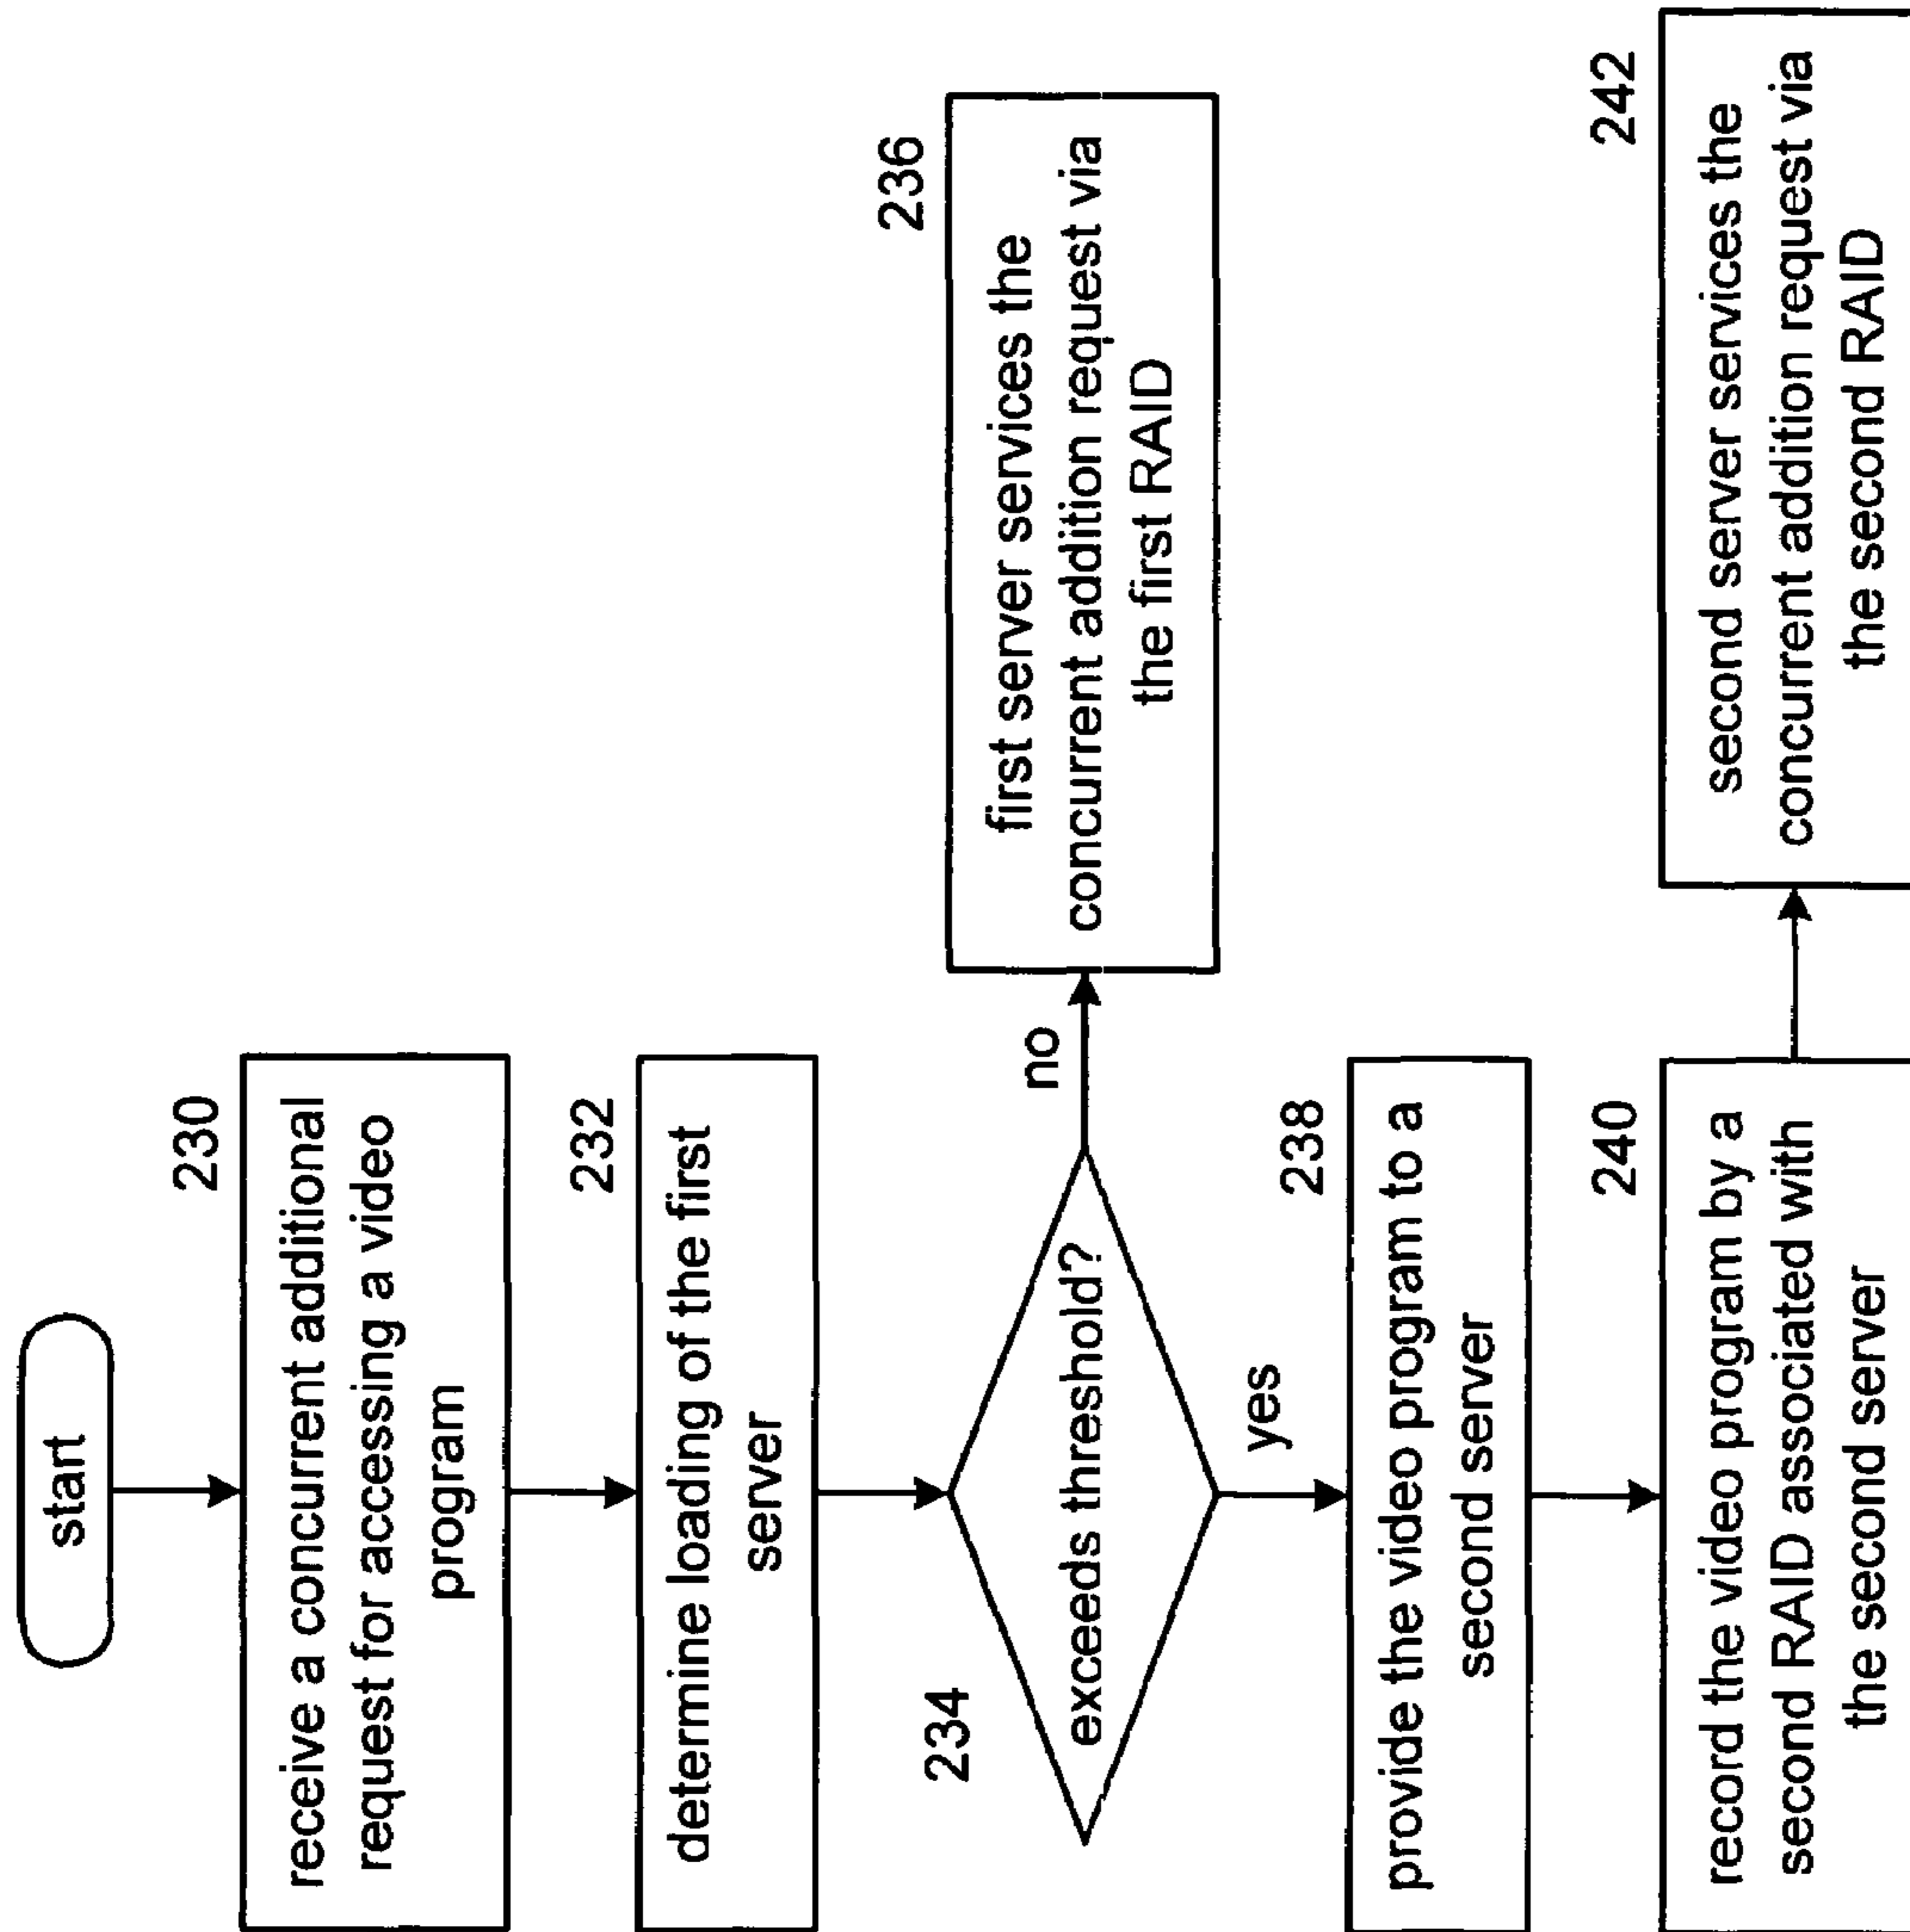 start
230
receive a concurrent additional
request for accessing a video
program
232
determine loading of the first
server
234
exceeds threshold?
no
236
first server services the
concurrent addition request via
the first RAID
yes
238
provide the video program to a
second server
240
record the video program by a
second RAID associated with
the second server
242
second server services the
concurrent addition request via
the second RAID